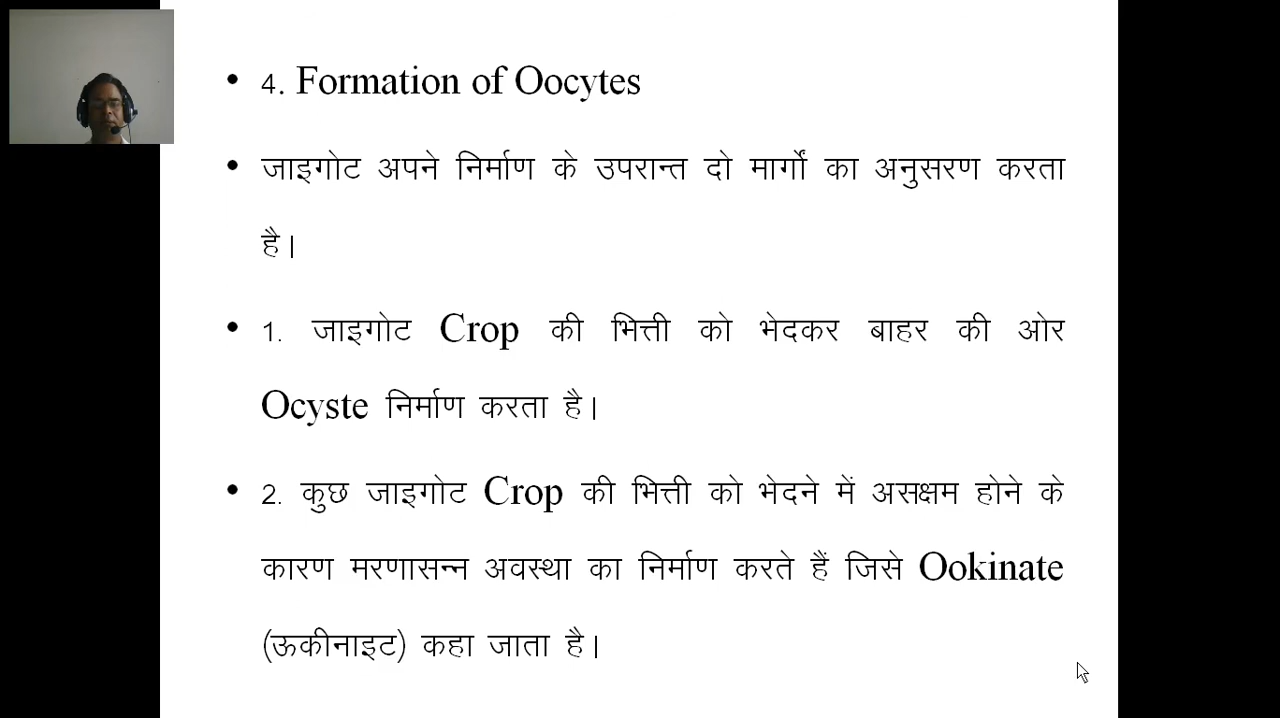 • 4. Formation of Oocytes
• जाइगोट अपने निर्माण के उपरान्त दो मार्गों का अनुसरण करता
है।
• 1. जाइगोट Crop की भित्ती को भेदकर बाहर की ओर
Ocyste निर्माण करता है।
• 2. कुछ जाइगोट Crop की भित्ती को भेदने में असक्षम होने के
कारण मरणासन्न अवस्था का निर्माण करते हैं जिसे Ookinate
(ऊकीनाइट) कहा जाता है।